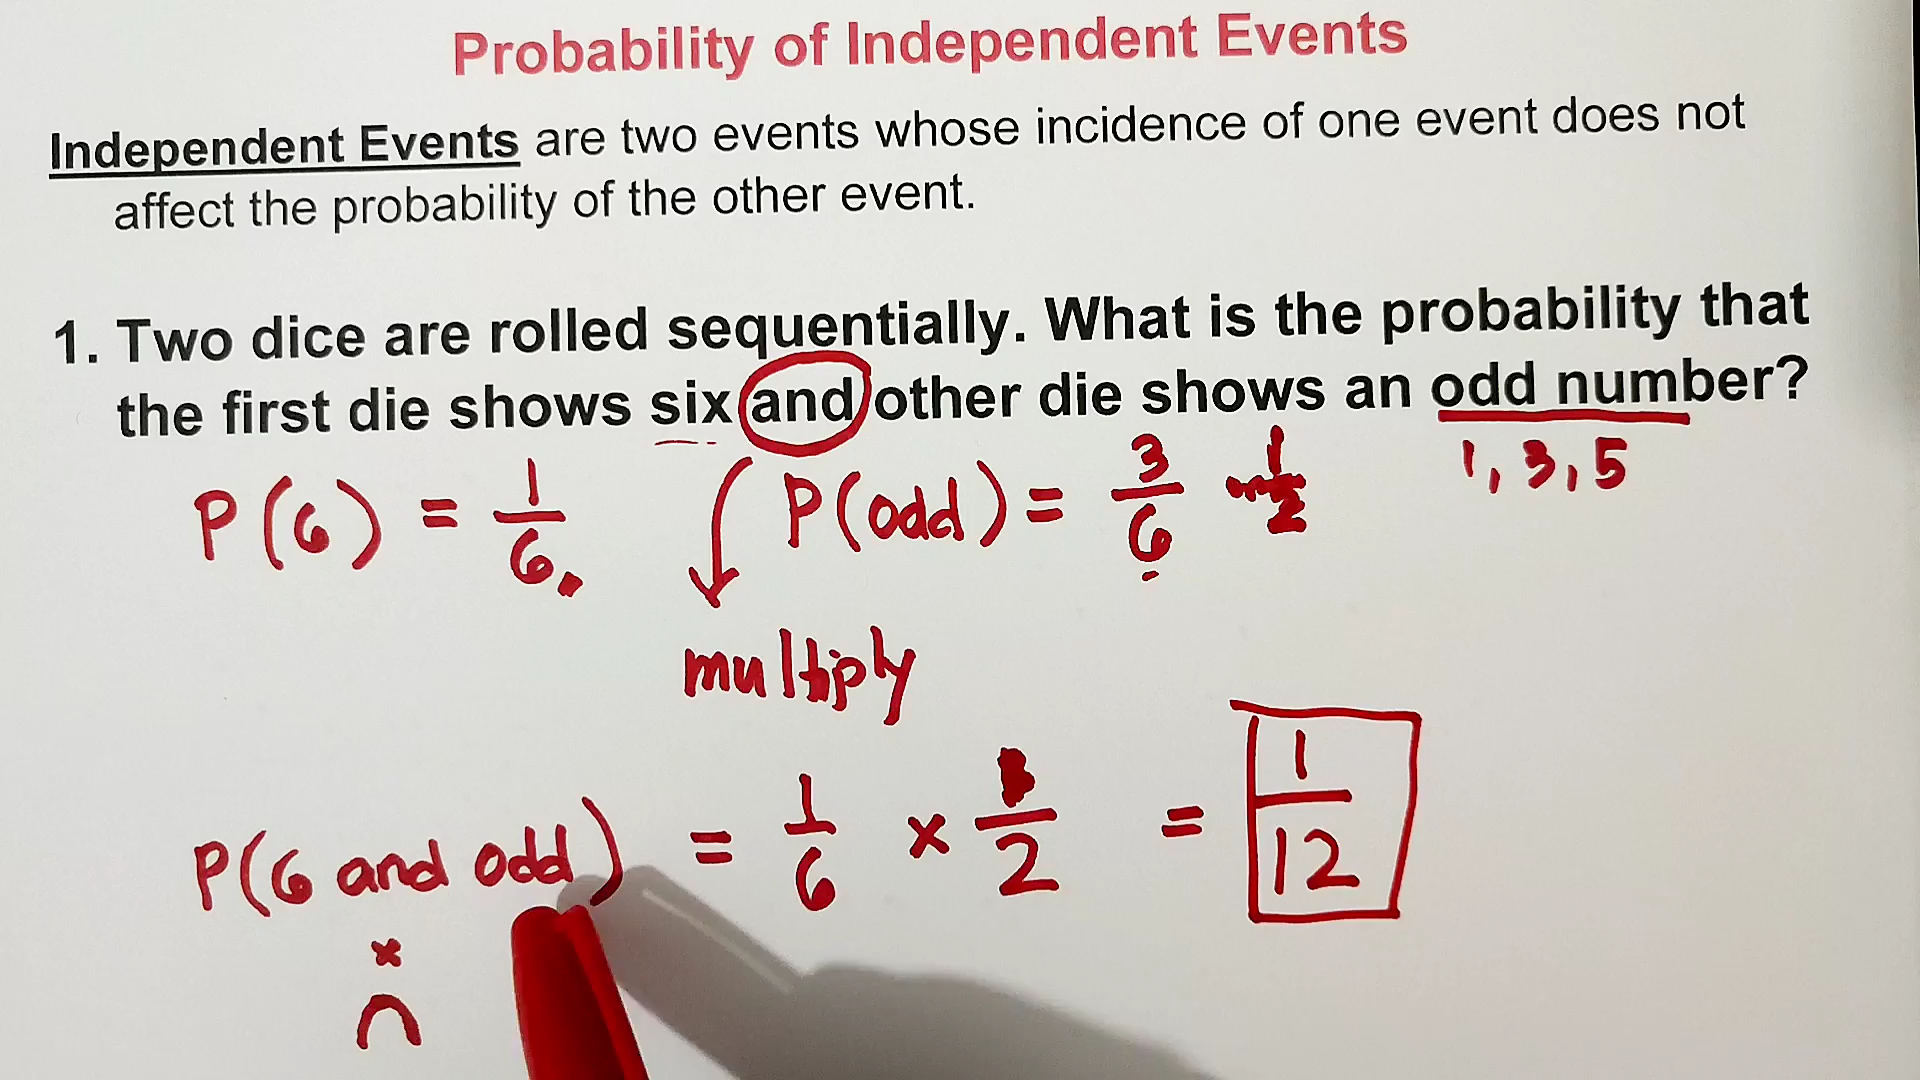 Probability of Independent Events
Independent Events are two events whose incidence of one event does not
affect the probability of the other event.
1. Two dice are rolled sequentially. What is the probability that
the first die shows six and other die shows an odd number?
1, 3, 5
P(6) = 1/6 P(odd) = 3/6 1/2
multiply
P(6 and odd) = 1/6 × 1/2 = 1/12
×
∩